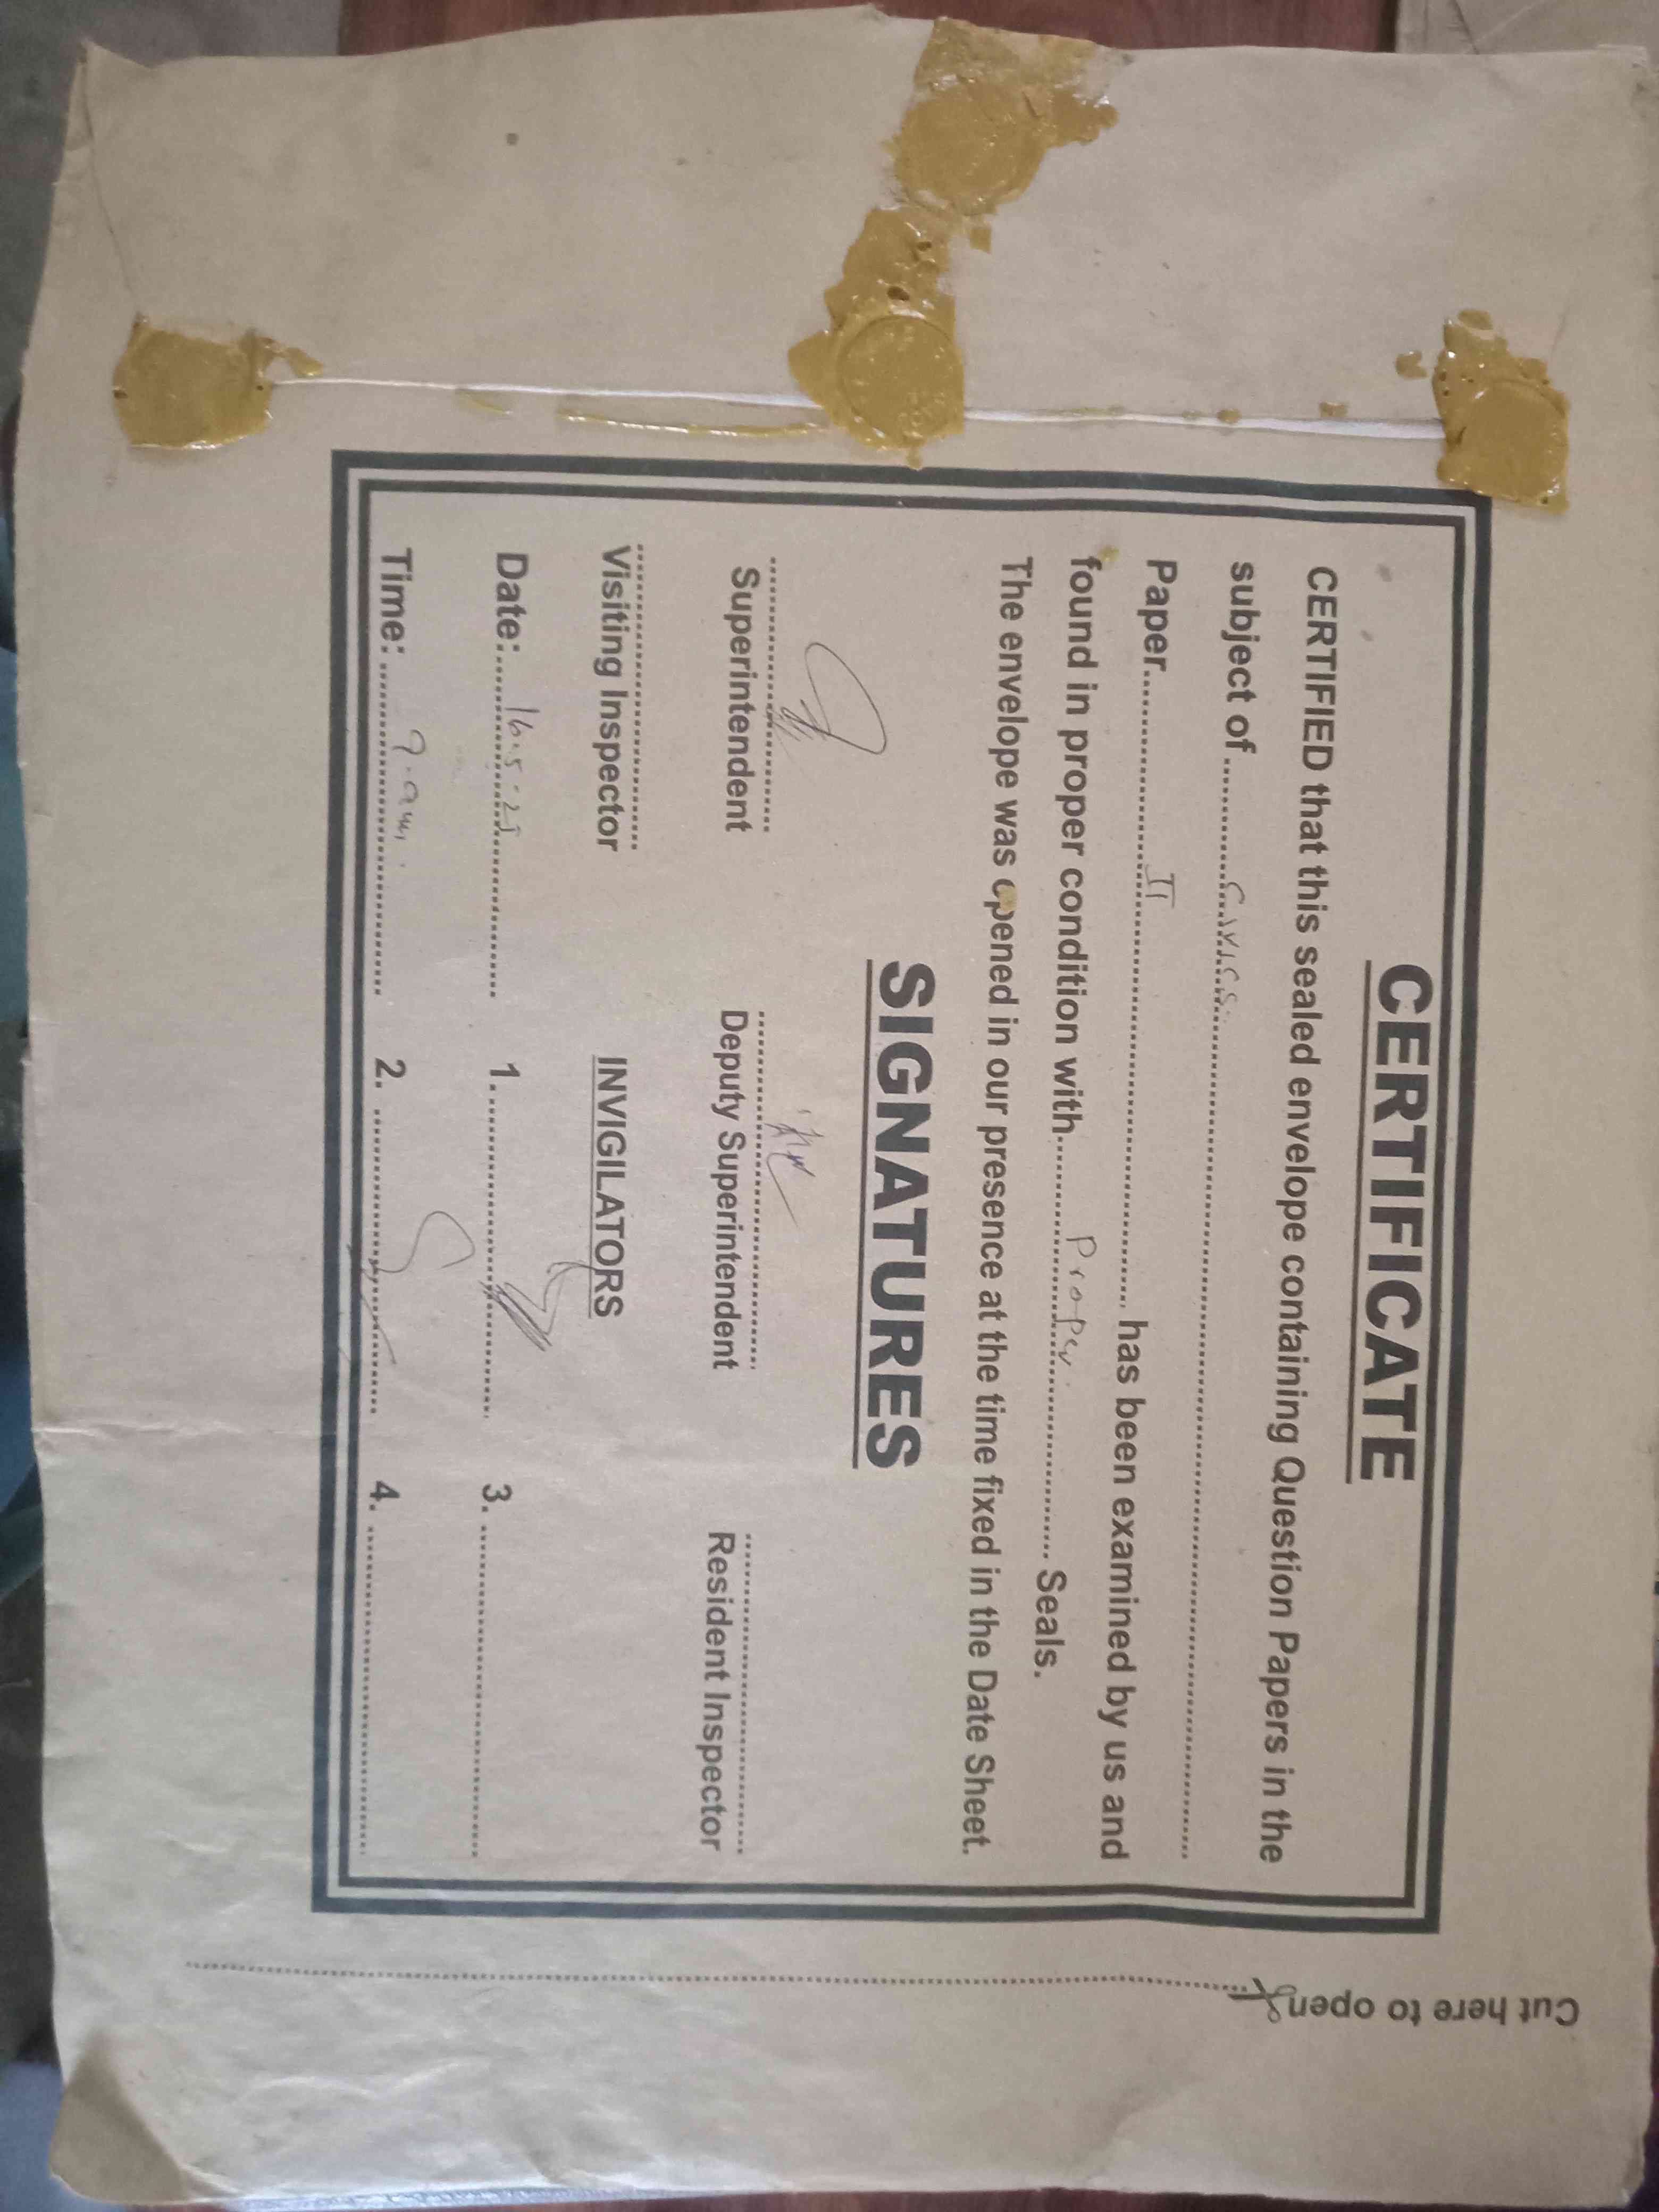 CERTIFICATE
CERTIFIED that this sealed envelope containing Question Papers in the
subject of..........Civics..........
Paper..........II.......... has been examined by us and
found in proper condition with..........Proper.......... Seals.
The envelope was opened in our presence at the time fixed in the Date Sheet.
SIGNATURES
Superintendent Deputy Superintendent Resident Inspector
Visiting Inspector INVIGILATORS
Date:.....16.5.25.......... 1. .......... 3. ..........
Time:.....9.am.......... 2. .......... 4. ..........
Cut here to open